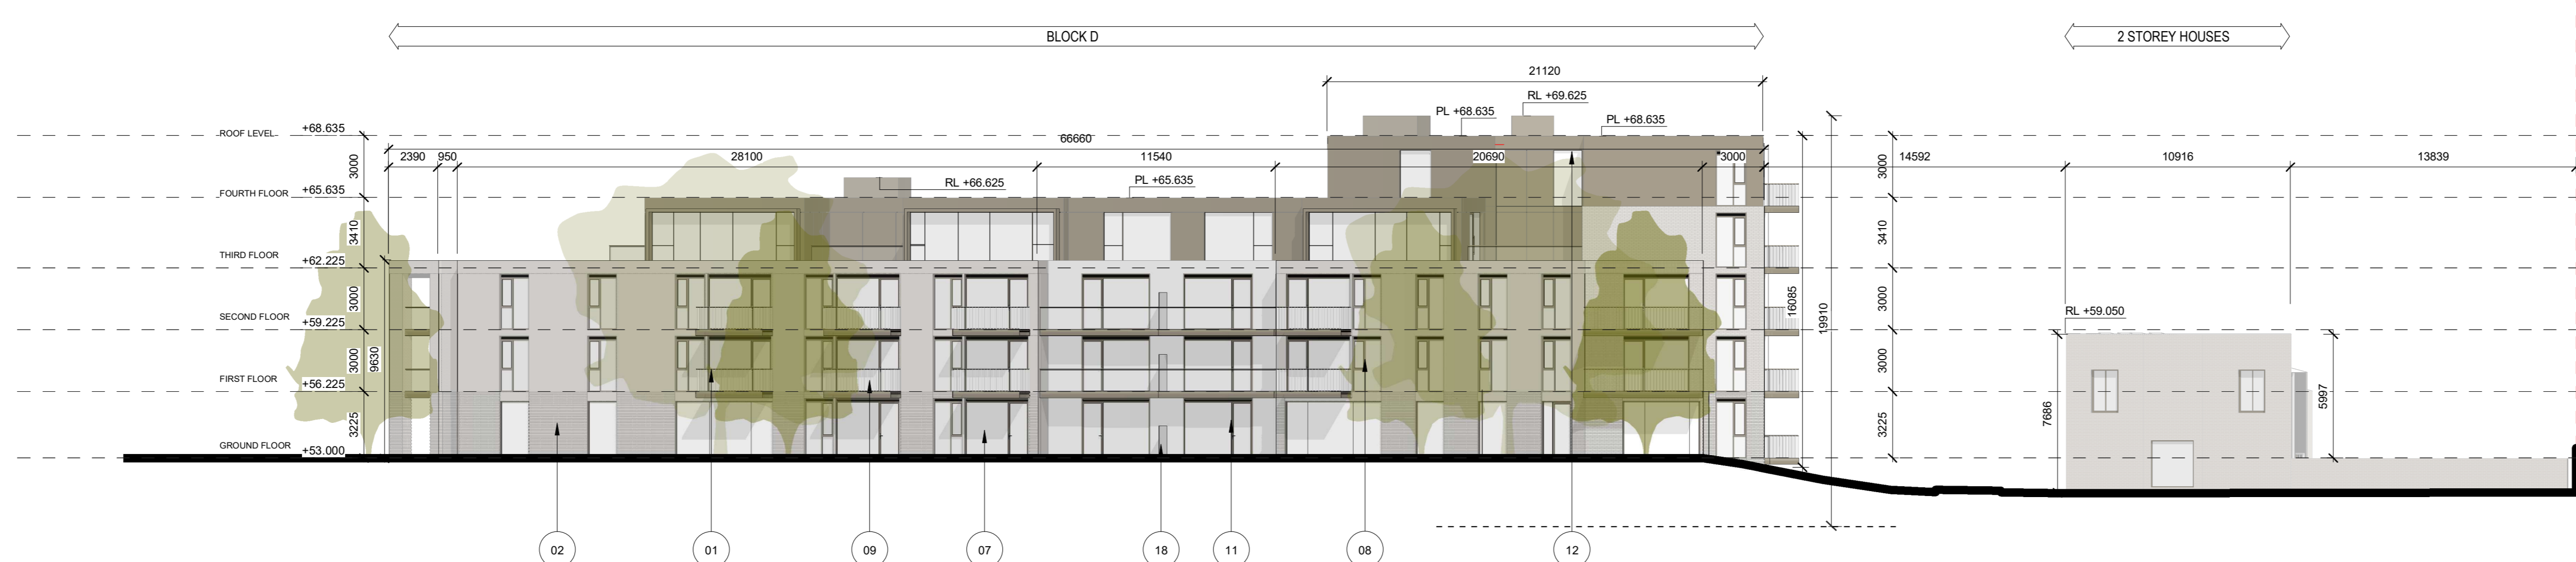 BLOCK D
2 STOREY HOUSES
21120
RL +69.625
PL +68.635
PL +68.635
ROOF LEVEL
+68.635
66660
2390
950
28100
11540
20690
3000
14592
10916
13839
3000
3000
FOURTH FLOOR
+65.635
RL +66.625
PL +65.635
3410
3410
THIRD FLOOR
+62.225
3000
16085
19910
3000
SECOND FLOOR
+59.225
RL +59.050
3000
9630
3000
FIRST FLOOR
+56.225
5997
7686
3225
3225
GROUND FLOOR
+53.000
02
01
09
07
18
11
08
12